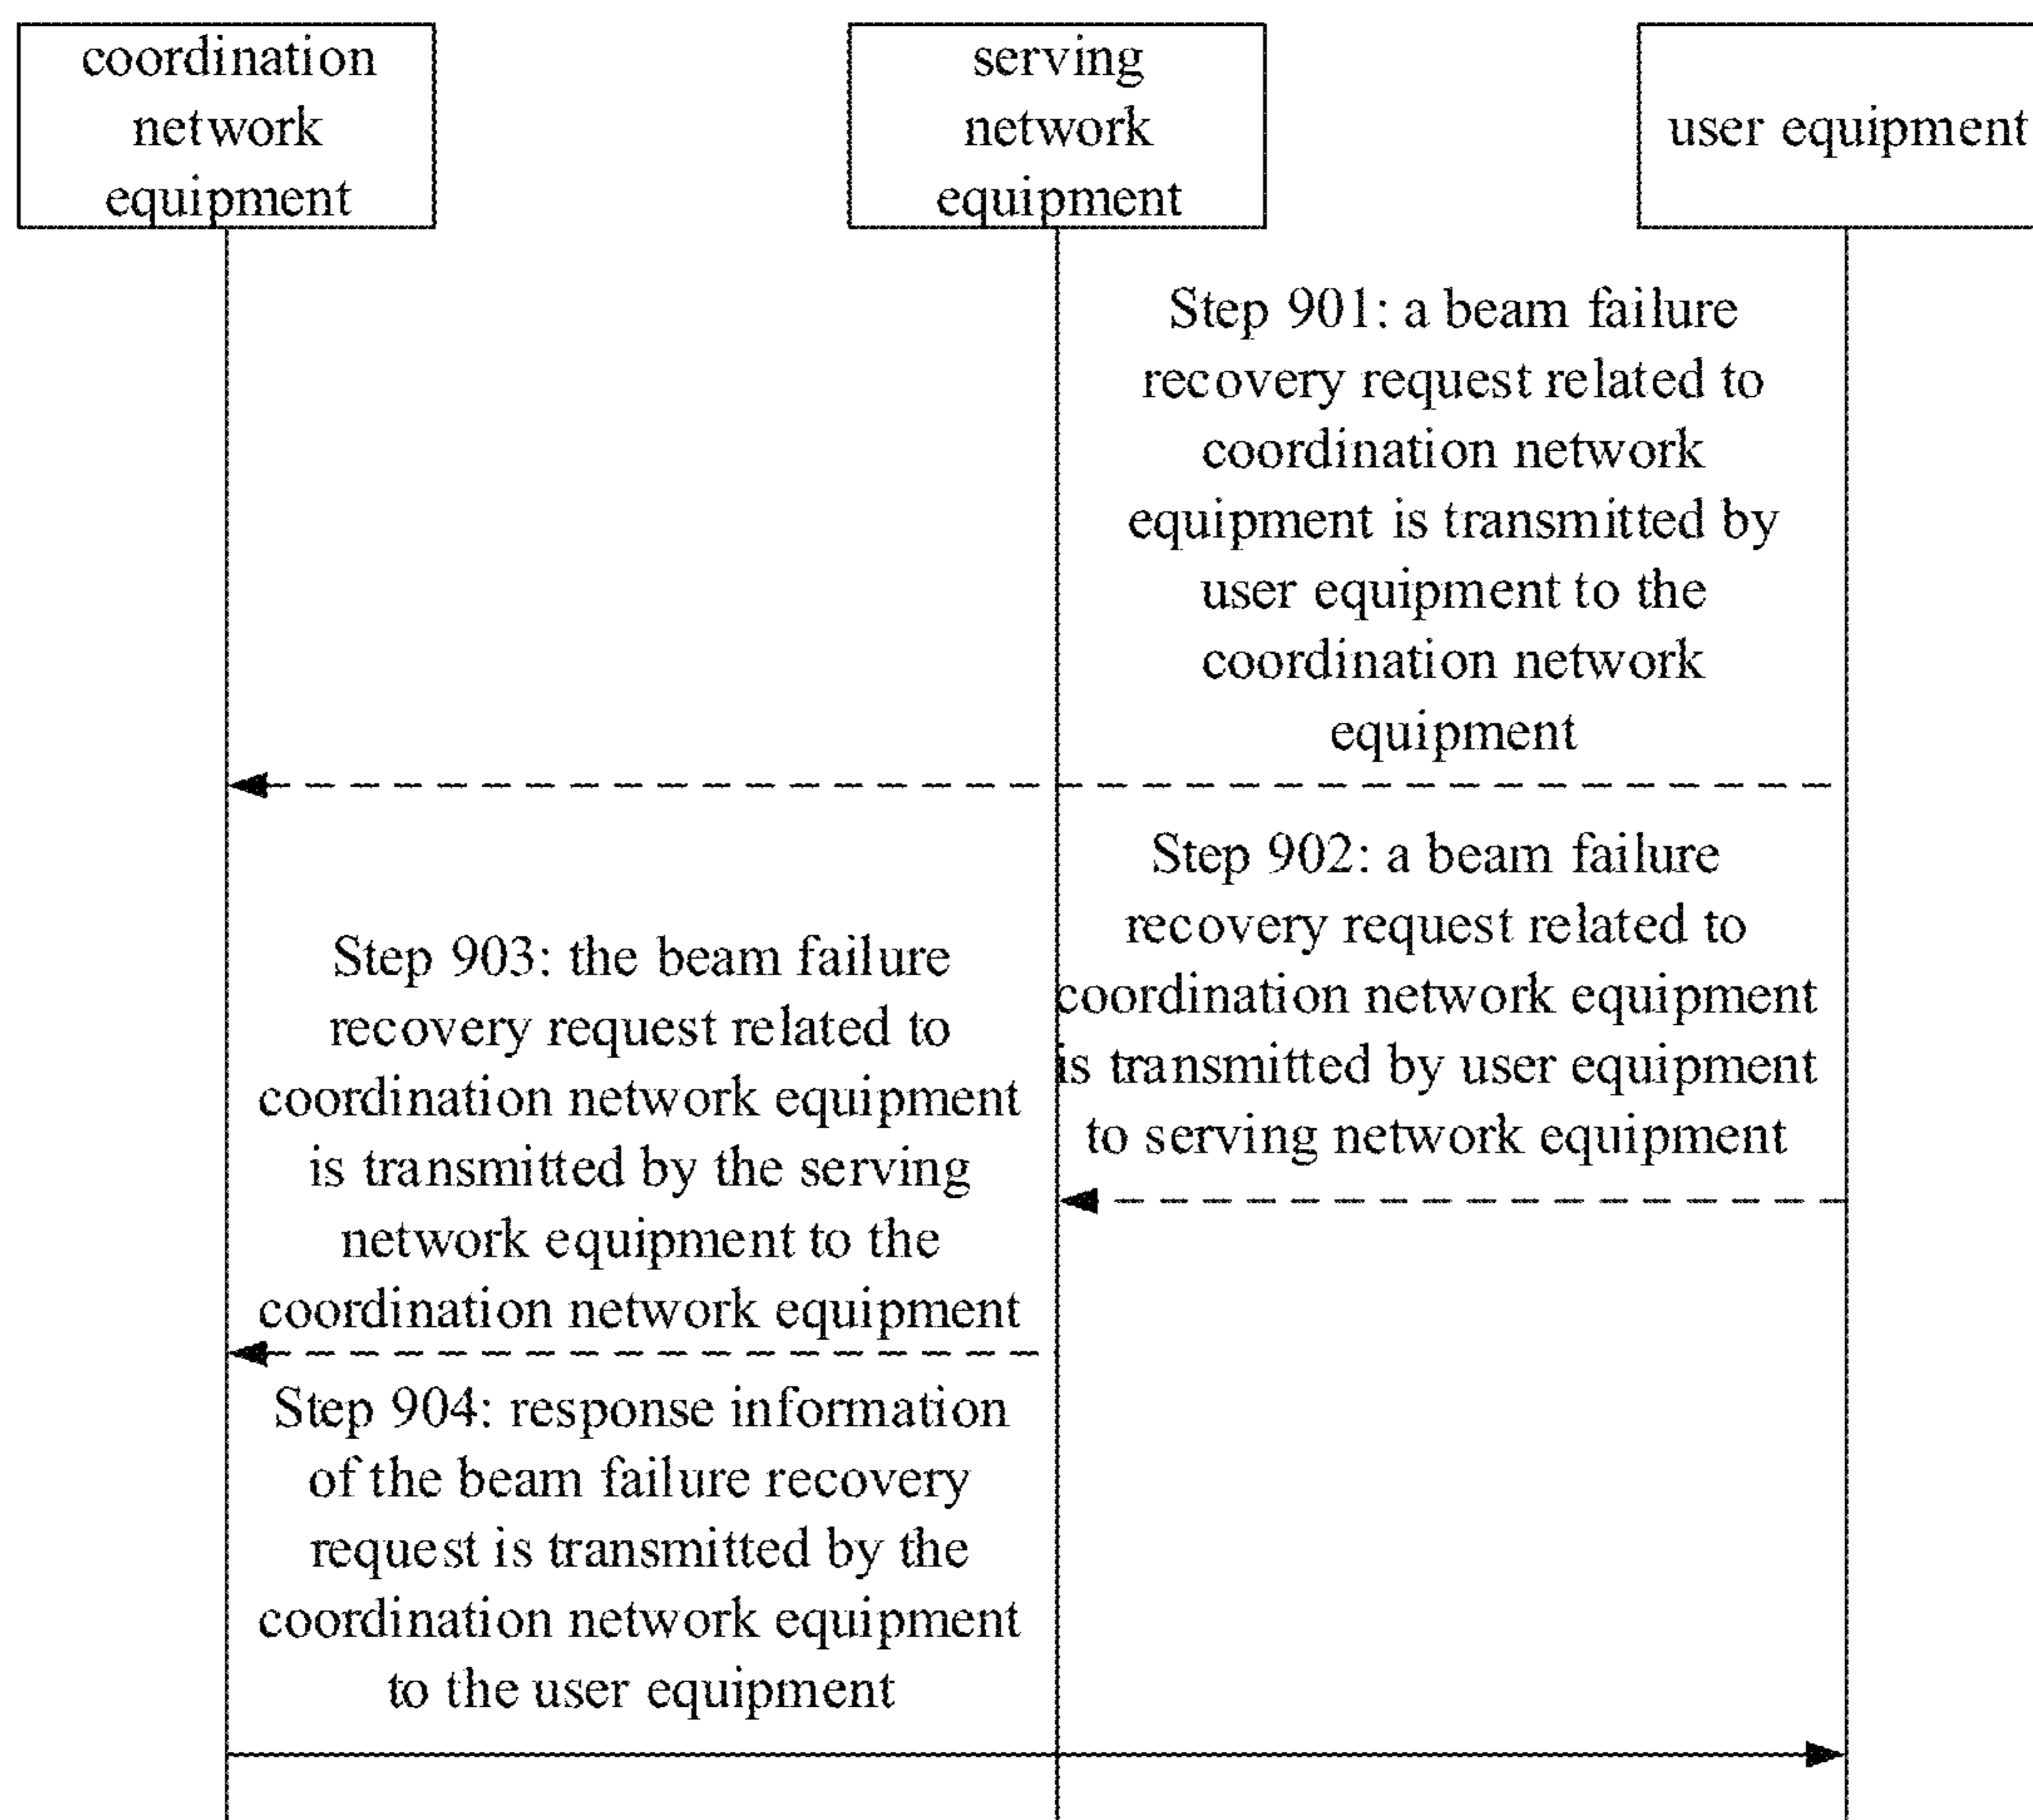 coordination
network
equipment
serving
network
equipment
user equipment
Step 901: a beam failure
recovery request related to
coordination network
equipment is transmitted by
user equipment to the
coordination network
equipment
Step 902: a beam failure
recovery request related to
coordination network equipment
is transmitted by user equipment
to serving network equipment
Step 903: the beam failure
recovery request related to
coordination network equipment
is transmitted by the serving
network equipment to the
coordination network equipment
Step 904: response information
of the beam failure recovery
request is transmitted by the
coordination network equipment
to the user equipment